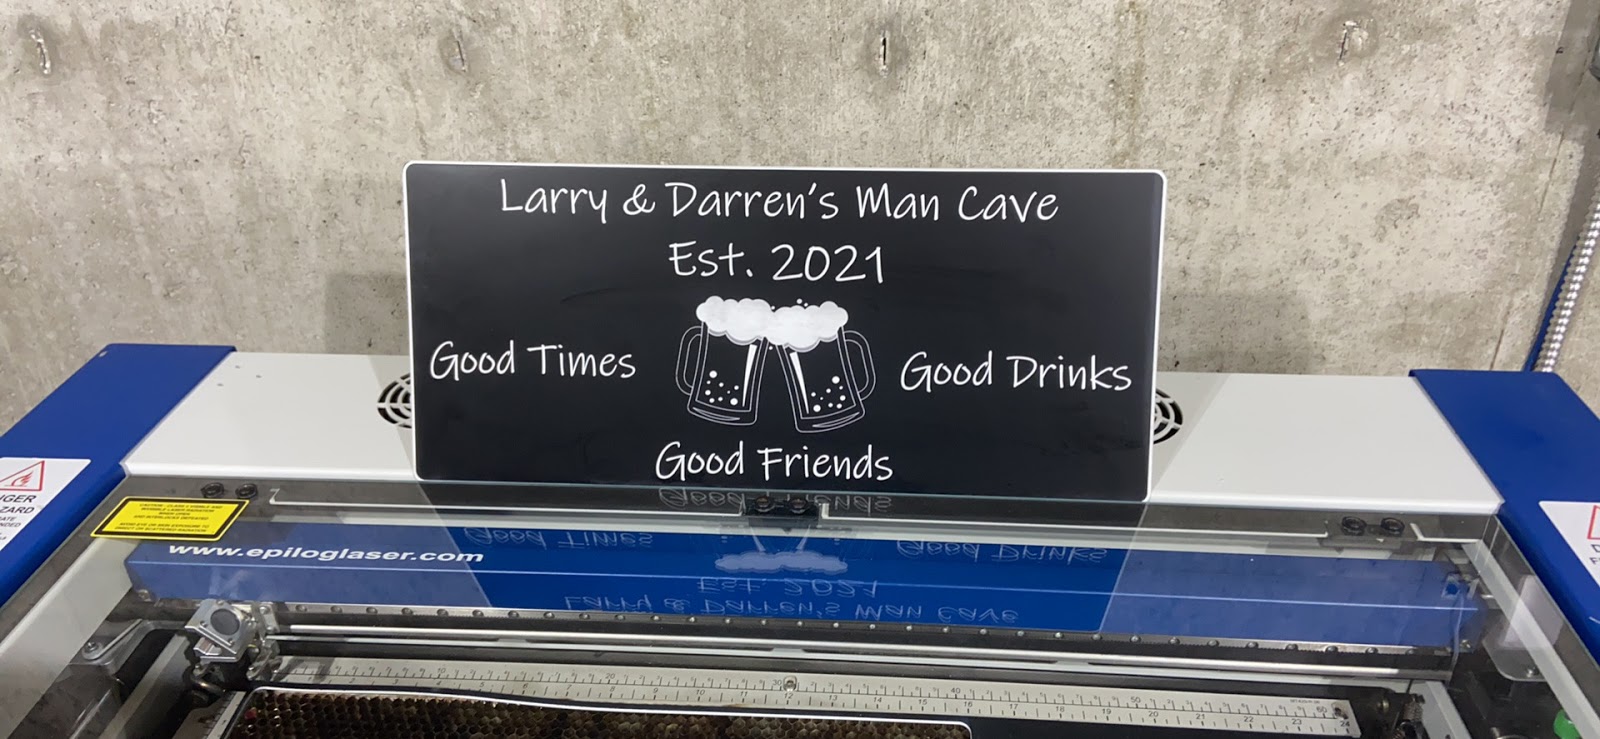 Larry & Darren's Man Cave
Est. 2021
Good Times
Good Drinks
Good Friends
www.epiloglaser.com